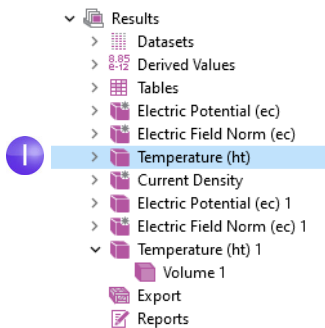 Results
Datasets
8.85
e-12 Derived Values
Tables
Electric Potential (ec)
Electric Field Norm (ec)
I Temperature (ht)
Current Density
Electric Potential (ec) 1
Electric Field Norm (ec) 1
Temperature (ht) 1
Volume 1
Export
Reports